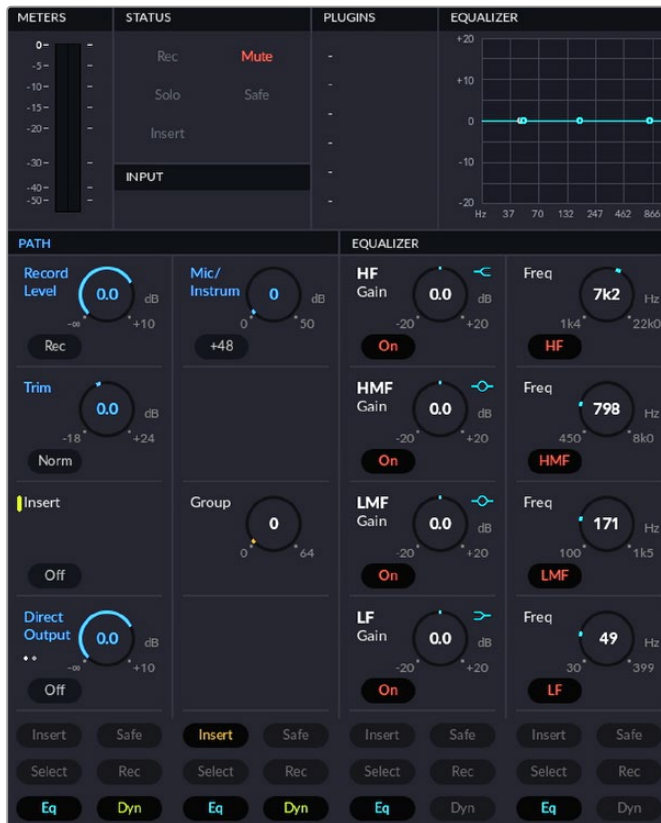 METERS
STATUS
PLUGINS
EQUALIZER
0-
-5-
-10-
-15-
-20-
-30-
-40-
-50-
Rec
Mute
Solo
Safe
Insert
INPUT
-
-
-
-
-
-
+20
+10
0
-10
-20
Hz 37 70 132 247 462 866
PATH
EQUALIZER
Record
Level
0.0
dB
-∞
+10
Rec
Mic/
Instrum
0
dB
0
50
+48
HF
Gain
0.0
dB
-20
+20
On
Freq
7k2
Hz
1k4
22k0
HF
Trim
0.0
dB
-18
+24
Norm
HMF
Gain
0.0
dB
-20
+20
On
Freq
798
Hz
450
8k0
HMF
Insert
Off
Group
0
0
64
LMF
Gain
0.0
dB
-20
+20
On
Freq
171
Hz
100
1k5
LMF
Direct
Output
0.0
dB
-∞
+10
Off
LF
Gain
0.0
dB
-20
+20
On
Freq
49
Hz
30
399
LF
Insert Safe Insert Safe Insert Safe Insert Safe
Select Rec Select Rec Select Rec Select Rec
Eq Dyn Eq Dyn Eq Dyn Eq Dyn